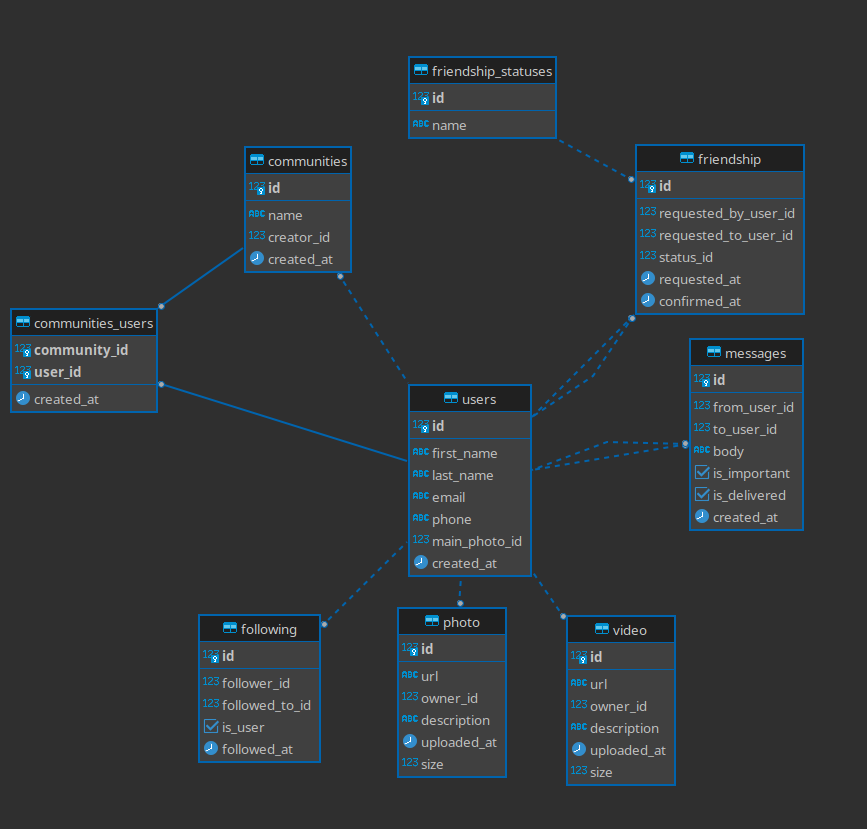 friendship_statuses
123 id
ABC name
communities
123 id
ABC name
123 creator_id
created_at
friendship
123 id
123 requested_by_user_id
123 requested_to_user_id
123 status_id
requested_at
confirmed_at
communities_users
123 community_id
123 user_id
created_at
messages
123 id
123 from_user_id
123 to_user_id
ABC body
is_important
is_delivered
created_at
users
123 id
ABC first_name
ABC last_name
ABC email
ABC phone
123 main_photo_id
created_at
following
123 id
123 follower_id
123 followed_to_id
is_user
followed_at
photo
123 id
ABC url
123 owner_id
ABC description
uploaded_at
123 size
video
123 id
ABC url
123 owner_id
ABC description
uploaded_at
123 size